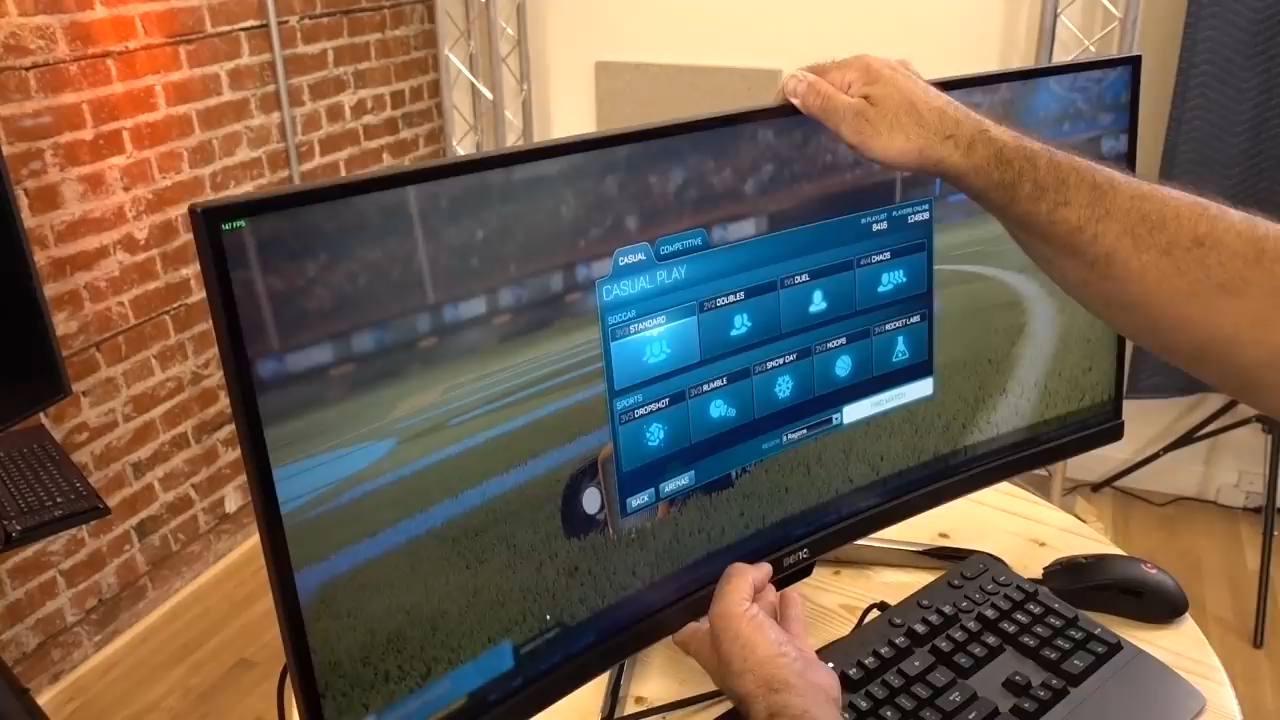 147 FPS
IN PLAYLIST
8416
PLAYERS ONLINE
124938
CASUAL
COMPETITIVE
CASUAL PLAY
SOCCAR
3V3 STANDARD
2V2 DOUBLES
1V1 DUEL
4V4 CHAOS
SPORTS
3V3 DROPSHOT
3V3 RUMBLE
3V3 SNOW DAY
2V2 HOOPS
3V3 ROCKET LABS
REGION
8 Regions
FIND MATCH
BACK
ARENAS
BenQ